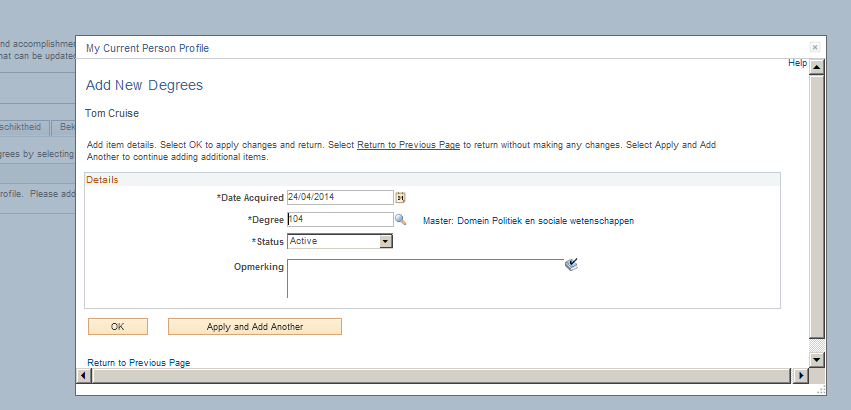 nd accomplishmen
hat can be updated
schiktheid Bek
grees by selecting
rofile. Please add
My Current Person Profile
Help
Add New Degrees
Tom Cruise
Add item details. Select OK to apply changes and return. Select Return to Previous Page to return without making any changes. Select Apply and Add
Another to continue adding additional items.
Details
*Date Acquired 24/04/2014
*Degree 104 Master: Domein Politiek en sociale wetenschappen
*Status Active
Opmerking
OK Apply and Add Another
Return to Previous Page